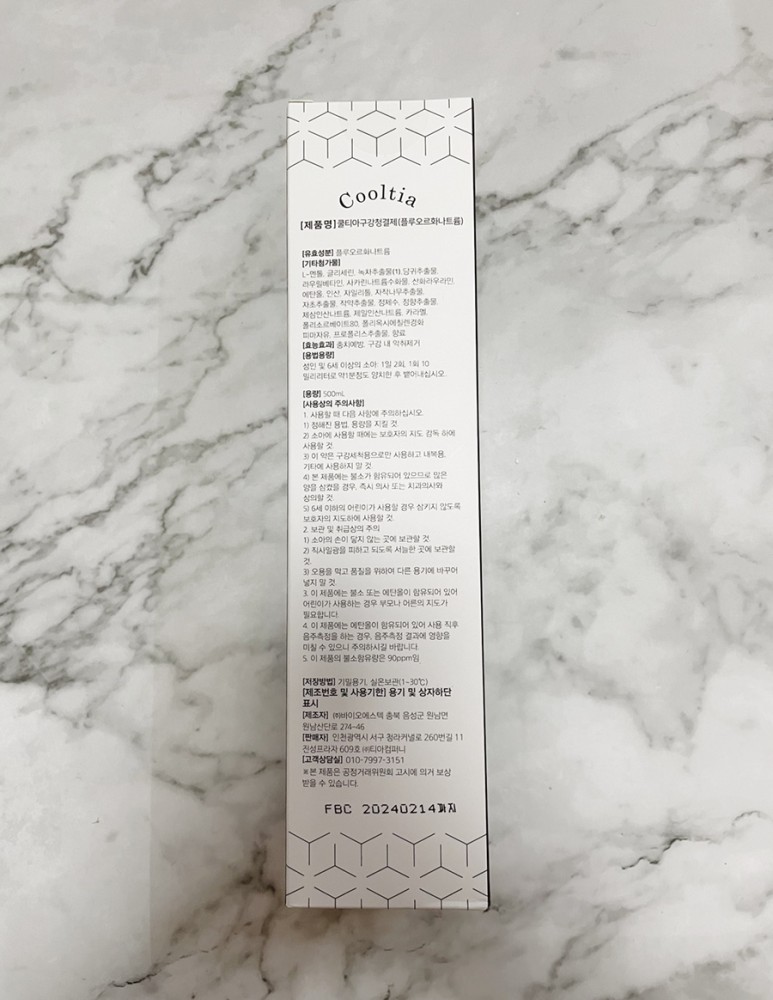 Cooltia
[제품명]쿨티아구강청결제(플루오르화나트륨)
[유효성분] 플루오르화나트륨
[기타첨가물]
L-멘톨, 글리세린, 녹차추출물(1), 당귀추출물,
라우릴베타인, 사카린나트륨수화물, 산화라우라민,
에탄올, 인산, 자일리톨, 자작나무추출물,
자초추출물, 작약추출물, 정제수, 정향추출물,
제삼인산나트륨, 제일인산나트륨, 카라멜,
폴리소르베이트80, 폴리옥시에칠렌경화
피마자유, 프로폴리스추출물, 향료
[효능효과] 충치예방, 구강 내 악취제거
[용법용량]
성인 및 6세 이상의 소아: 1일 2회, 1회 10
밀리리터로 약1분정도 양치한 후 뱉어내십시오.
[용량] 500mL
[사용상의 주의사항]
1. 사용할 때 다음 사항에 주의하십시오.
1) 정해진 용법, 용량을 지킬 것.
2) 소아에 사용할 때에는 보호자의 지도 감독 하에
사용할 것.
3) 이 약은 구강세척용으로만 사용하고 내복용,
기타에 사용하지 말 것.
4) 본 제품에는 불소가 함유되어 있으므로 많은
양을 삼켰을 경우, 즉시 의사 또는 치과의사와
상의할 것.
5) 6세 이하의 어린이가 사용할 경우 삼키지 않도록
보호자의 지도하에 사용할 것.
2. 보관 및 취급상의 주의
1) 소아의 손이 닿지 않는 곳에 보관할 것.
2) 직사일광을 피하고 되도록 서늘한 곳에 보관할
것.
3) 오용을 막고 품질을 위하여 다른 용기에 바꾸어
넣지 말 것.
3. 이 제품에는 불소 또는 에탄올이 함유되어 있어
어린이가 사용하는 경우 부모나 어른의 지도가
필요합니다.
4. 이 제품에는 에탄올이 함유되어 있어 사용 직후
음주측정을 하는 경우, 음주측정 결과에 영향을
미칠 수 있으니 주의하시길 바랍니다.
5. 이 제품의 불소함유량은 90ppm임
[저장방법] 기밀용기, 실온보관(1~30℃)
[제조번호 및 사용기한] 용기 및 상자하단
표시
[제조자] ㈜바이오에스텍 충북 음성군 원남면
원남산단로 274-46
[판매자] 인천광역시 서구 청라커낼로 260번길 11
진성프라자 609호 ㈜티아컴퍼니
[고객상담실] 010-7997-3151
※본 제품은 공정거래위원회 고시에 의거 보상
받을 수 있습니다.
FBC 20240214까지